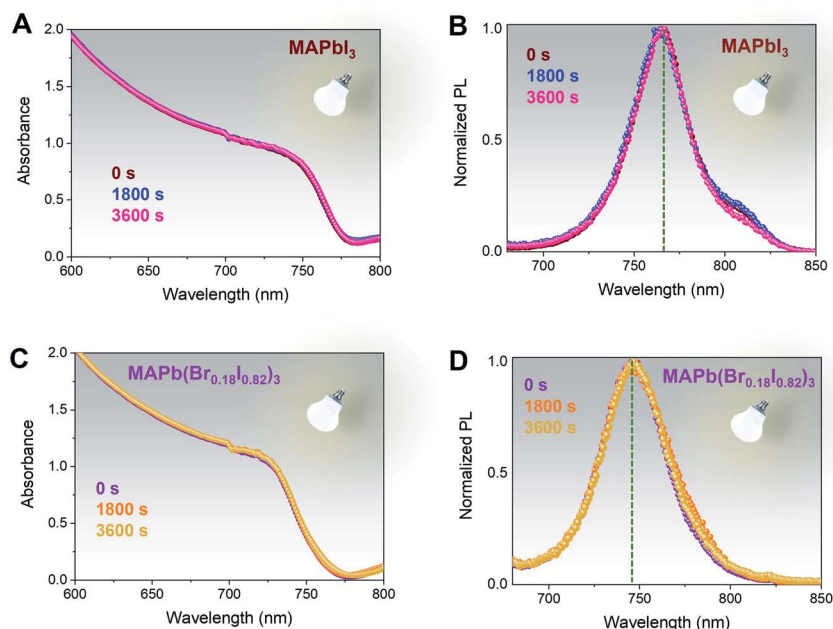 A
MAPbI3
2.0
1.5
1.0
0.5
0.0
Absorbance
0 s
1800 s
3600 s
600 650 700 750 800
Wavelength (nm)
B
MAPbI3
1.0
0.5
0.0
Normalized PL
0 s
1800 s
3600 s
700 750 800 850
Wavelength (nm)
C
MAPb(Br0.18I0.82)3
2.0
1.5
1.0
0.5
0.0
Absorbance
0 s
1800 s
3600 s
600 650 700 750 800
Wavelength (nm)
D
MAPb(Br0.18I0.82)3
1.0
0.5
0.0
Normalized PL
0 s
1800 s
3600 s
700 750 800 850
Wavelength (nm)